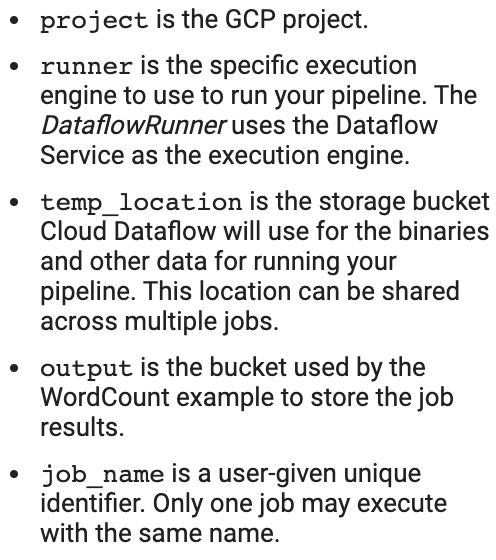 • project is the GCP project.
• runner is the specific execution
engine to use to run your pipeline. The
DataflowRunner uses the Dataflow
Service as the execution engine.
• temp_location is the storage bucket
Cloud Dataflow will use for the binaries
and other data for running your
pipeline. This location can be shared
across multiple jobs.
• output is the bucket used by the
WordCount example to store the job
results.
• job_name is a user-given unique
identifier. Only one job may execute
with the same name.